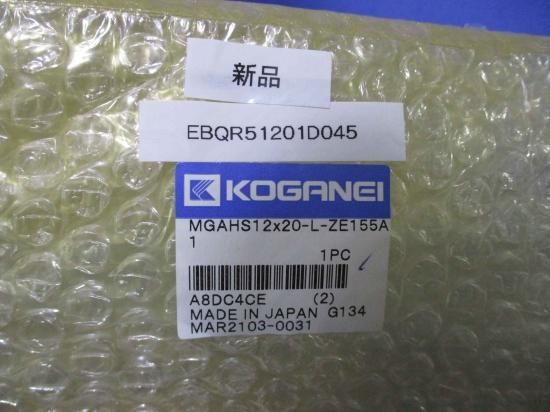 新品
EBQR51201D045
KOGANEI
MGAHS12x20-L-ZE155A
1
1PC
A8DC4CE (2)
MADE IN JAPAN G134
MAR2103-0031